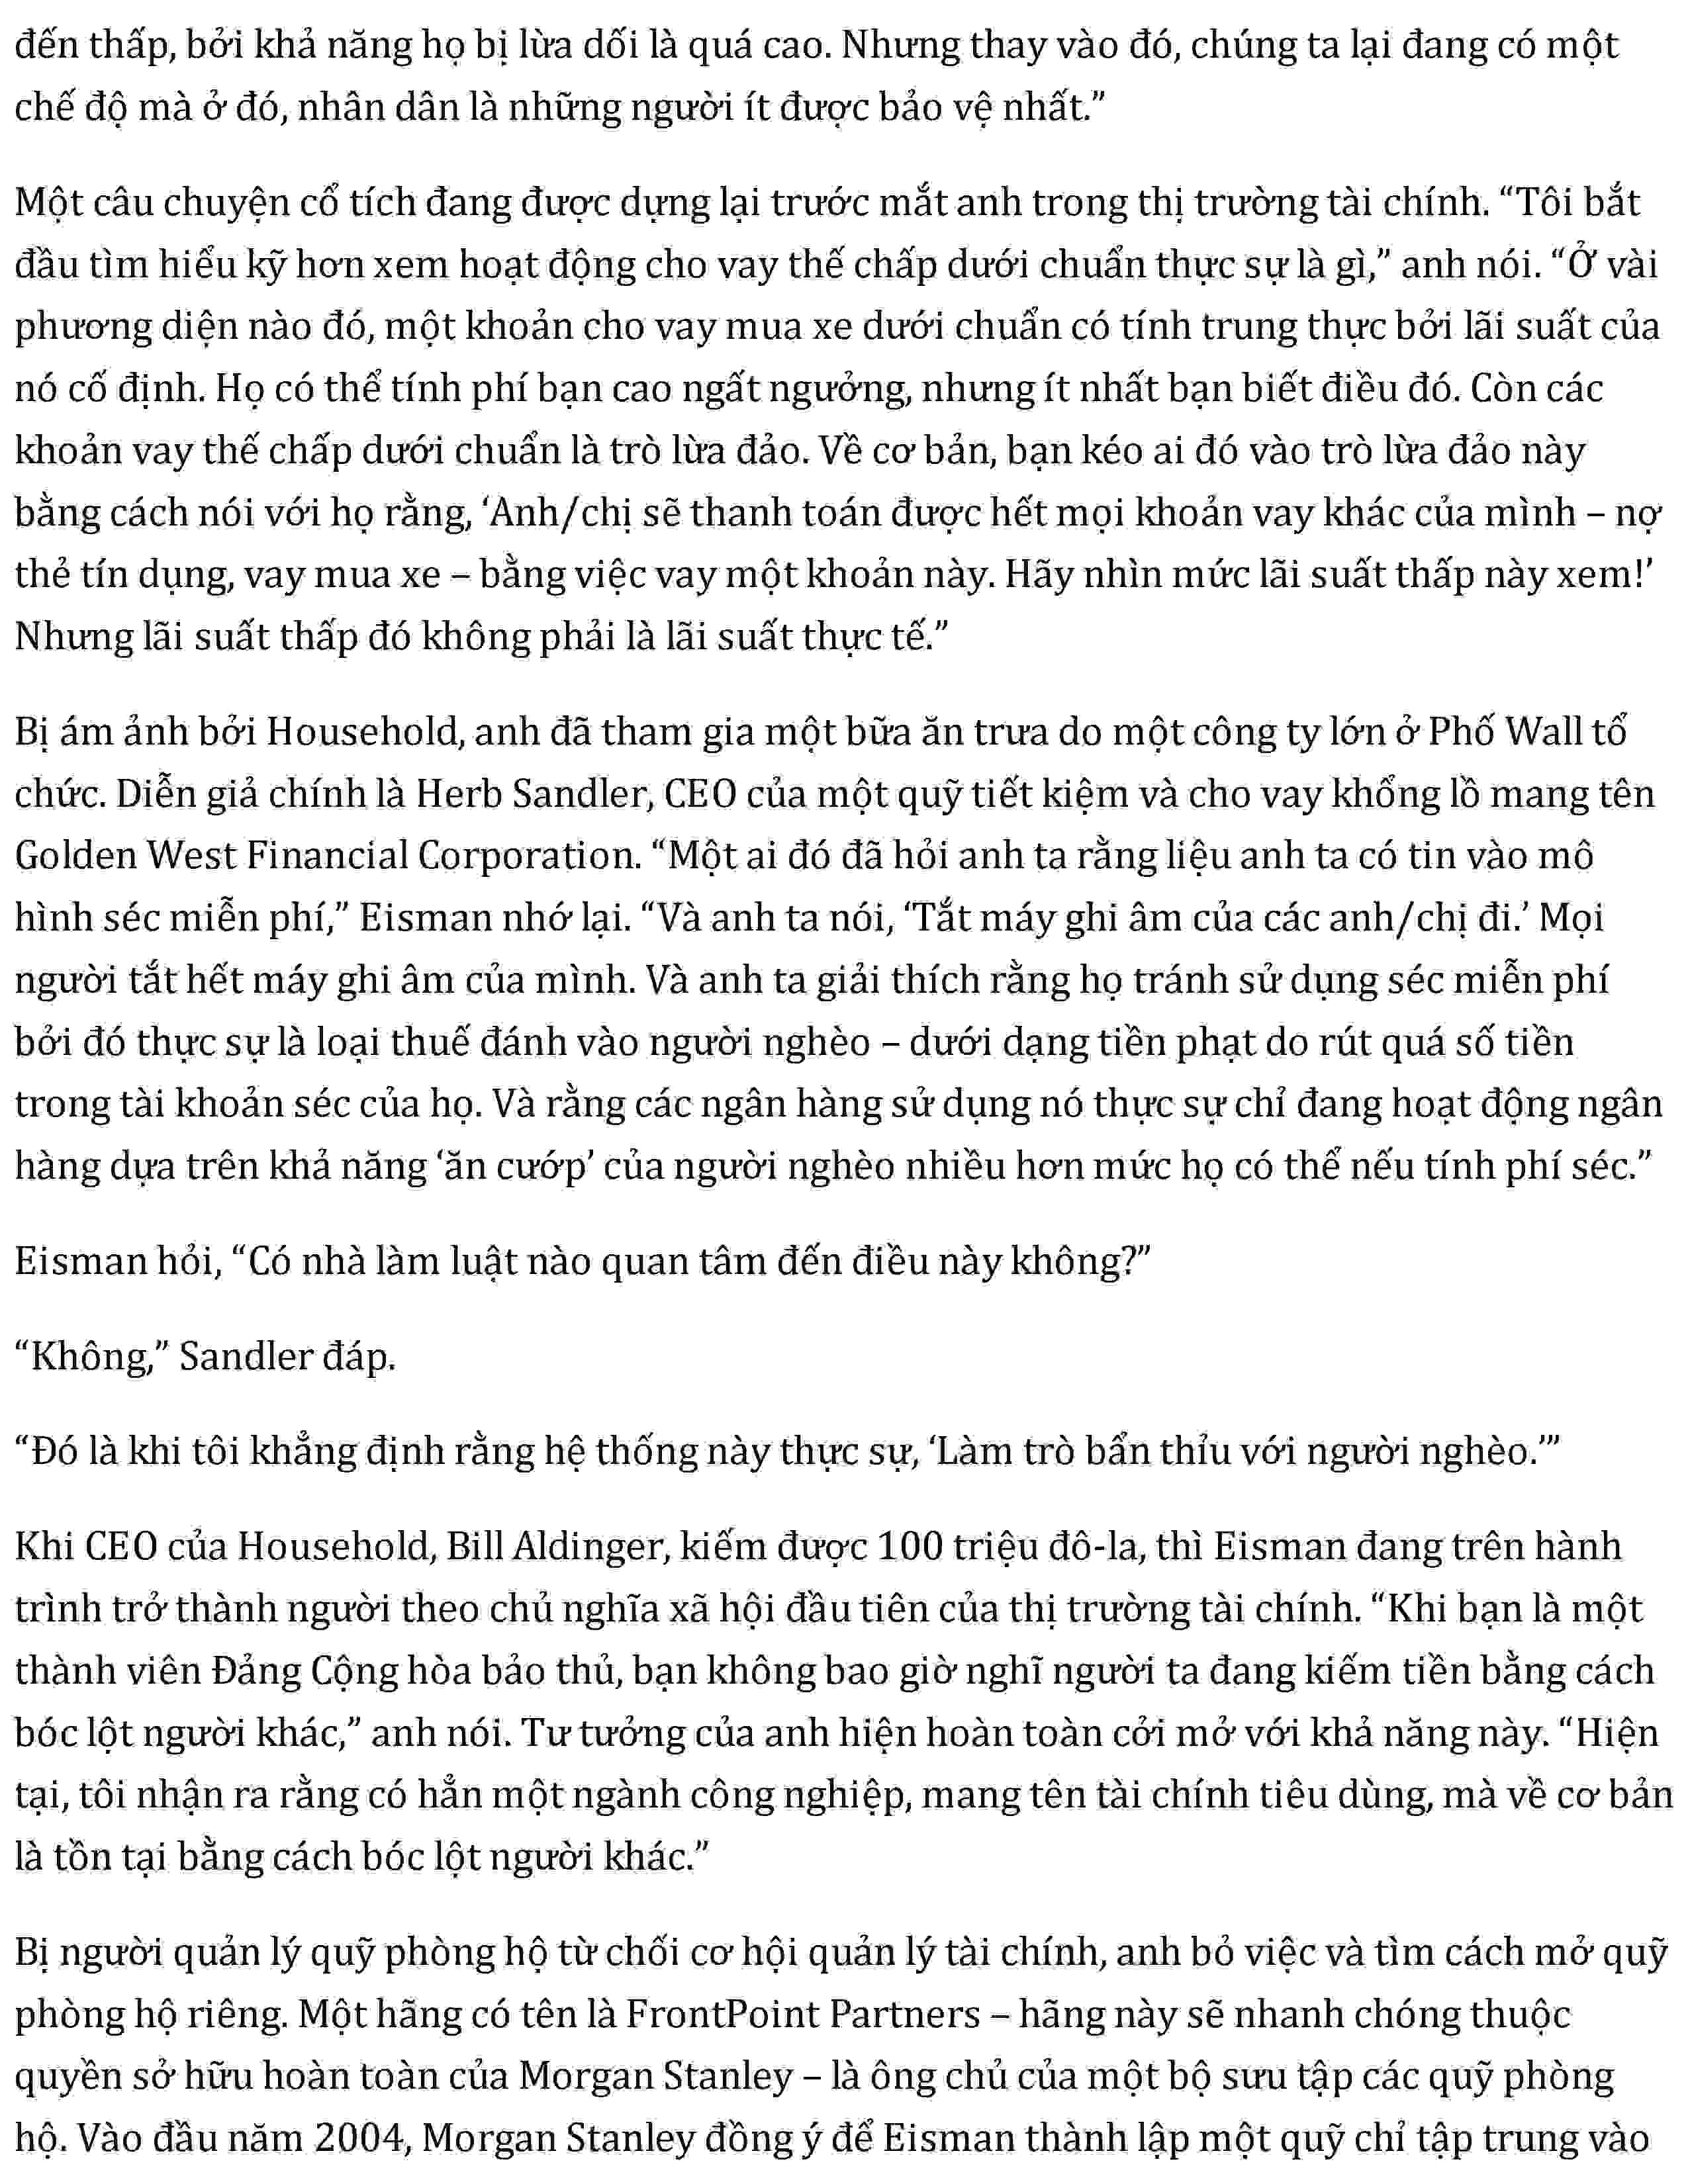 đến thấp, bởi khả năng họ bị lừa dối là quá cao. Nhưng thay vào đó, chúng ta lại đang có một
chế độ mà ở đó, nhân dân là những người ít được bảo vệ nhất.”
Một câu chuyện cổ tích đang được dựng lại trước mắt anh trong thị trường tài chính. “Tôi bắt
đầu tìm hiểu kỹ hơn xem hoạt động cho vay thế chấp dưới chuẩn thực sự là gì,” anh nói. “Ở vài
phương diện nào đó, một khoản cho vay mua xe dưới chuẩn có tính trung thực bởi lãi suất của
nó cố định. Họ có thể tính phí bạn cao ngất ngưởng, nhưng ít nhất bạn biết điều đó. Còn các
khoản vay thế chấp dưới chuẩn là trò lừa đảo. Về cơ bản, bạn kéo ai đó vào trò lừa đảo này
bằng cách nói với họ rằng, ‘Anh/chị sẽ thanh toán được hết mọi khoản vay khác của mình – nợ
thẻ tín dụng, vay mua xe – bằng việc vay một khoản này. Hãy nhìn mức lãi suất thấp này xem!’
Nhưng lãi suất thấp đó không phải là lãi suất thực tế.”
Bị ám ảnh bởi Household, anh đã tham gia một bữa ăn trưa do một công ty lớn ở Phố Wall tổ
chức. Diễn giả chính là Herb Sandler, CEO của một quỹ tiết kiệm và cho vay khổng lồ mang tên
Golden West Financial Corporation. “Một ai đó đã hỏi anh ta rằng liệu anh ta có tin vào mô
hình séc miễn phí,” Eisman nhớ lại. “Và anh ta nói, ‘Tắt máy ghi âm của các anh/chị đi.’ Mọi
người tắt hết máy ghi âm của mình. Và anh ta giải thích rằng họ tránh sử dụng séc miễn phí
bởi đó thực sự là loại thuế đánh vào người nghèo – dưới dạng tiền phạt do rút quá số tiền
trong tài khoản séc của họ. Và rằng các ngân hàng sử dụng nó thực sự chỉ đang hoạt động ngân
hàng dựa trên khả năng ‘ăn cướp’ của người nghèo nhiều hơn mức họ có thể nếu tính phí séc.”
Eisman hỏi, “Có nhà làm luật nào quan tâm đến điều này không?”
“Không,” Sandler đáp.
“Đó là khi tôi khẳng định rằng hệ thống này thực sự, ‘Làm trò bẩn thỉu với người nghèo.’”
Khi CEO của Household, Bill Aldinger, kiếm được 100 triệu đô-la, thì Eisman đang trên hành
trình trở thành người theo chủ nghĩa xã hội đầu tiên của thị trường tài chính. “Khi bạn là một
thành viên Đảng Cộng hòa bảo thủ, bạn không bao giờ nghĩ người ta đang kiếm tiền bằng cách
bóc lột người khác,” anh nói. Tư tưởng của anh hiện hoàn toàn cởi mở với khả năng này. “Hiện
tại, tôi nhận ra rằng có hẳn một ngành công nghiệp, mang tên tài chính tiêu dùng, mà về cơ bản
là tồn tại bằng cách bóc lột người khác.”
Bị người quản lý quỹ phòng hộ từ chối cơ hội quản lý tài chính, anh bỏ việc và tìm cách mở quỹ
phòng hộ riêng. Một hãng có tên là FrontPoint Partners – hãng này sẽ nhanh chóng thuộc
quyền sở hữu hoàn toàn của Morgan Stanley – là ông chủ của một bộ sưu tập các quỹ phòng
hộ. Vào đầu năm 2004, Morgan Stanley đồng ý để Eisman thành lập một quỹ chỉ tập trung vào